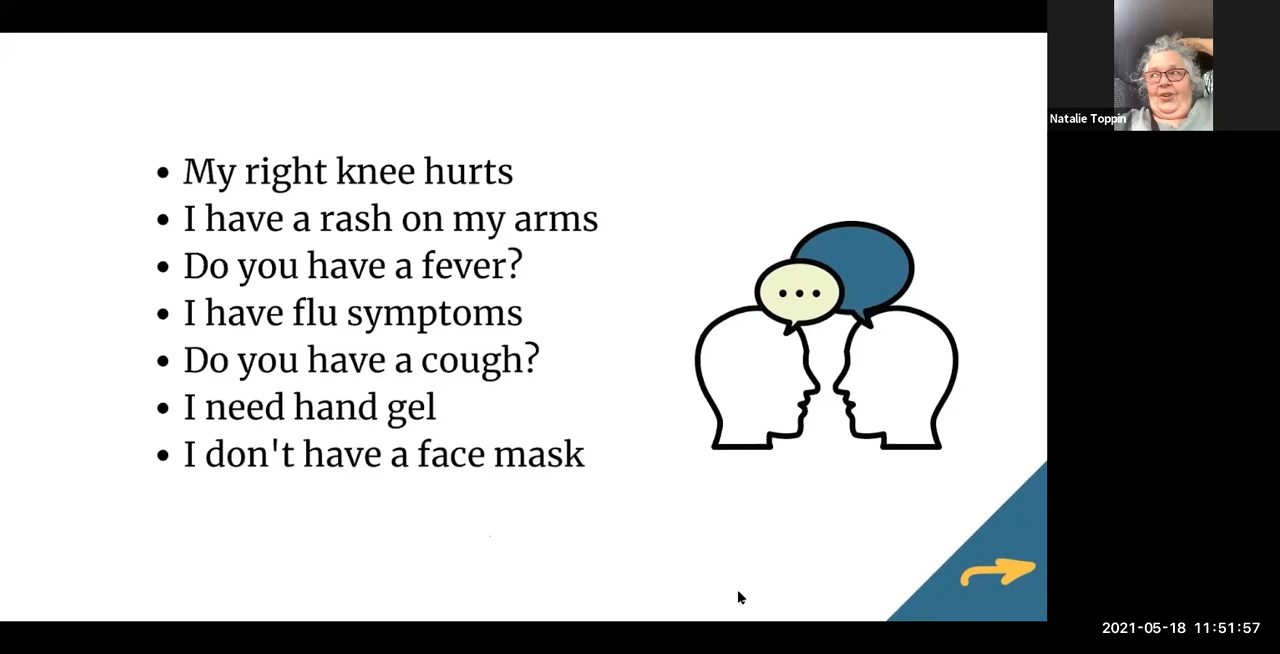 • My right knee hurts
• I have a rash on my arms
• Do you have a fever?
• I have flu symptoms
• Do you have a cough?
• I need hand gel
• I don't have a face mask
Natalie Toppin
2021-05-18 11:51:57